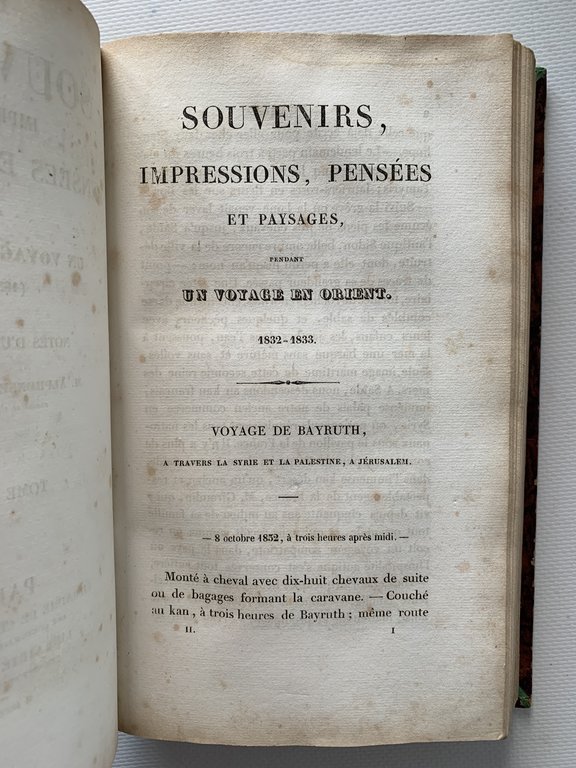 SOUVENIRS,
IMPRESSIONS, PENSÉES
ET PAYSAGES,
PENDANT
UN VOYAGE EN ORIENT.
1832-1833.
VOYAGE DE BAYRUTH,
A TRAVERS LA SYRIE ET LA PALESTINE, A JÉRUSALEM.
— 8 octobre 1832, à trois heures après midi. —
Monté à cheval avec dix-huit chevaux de suite
ou de bagages formant la caravane. — Couché
au kan, à trois heures de Bayruth; même route
II. 1